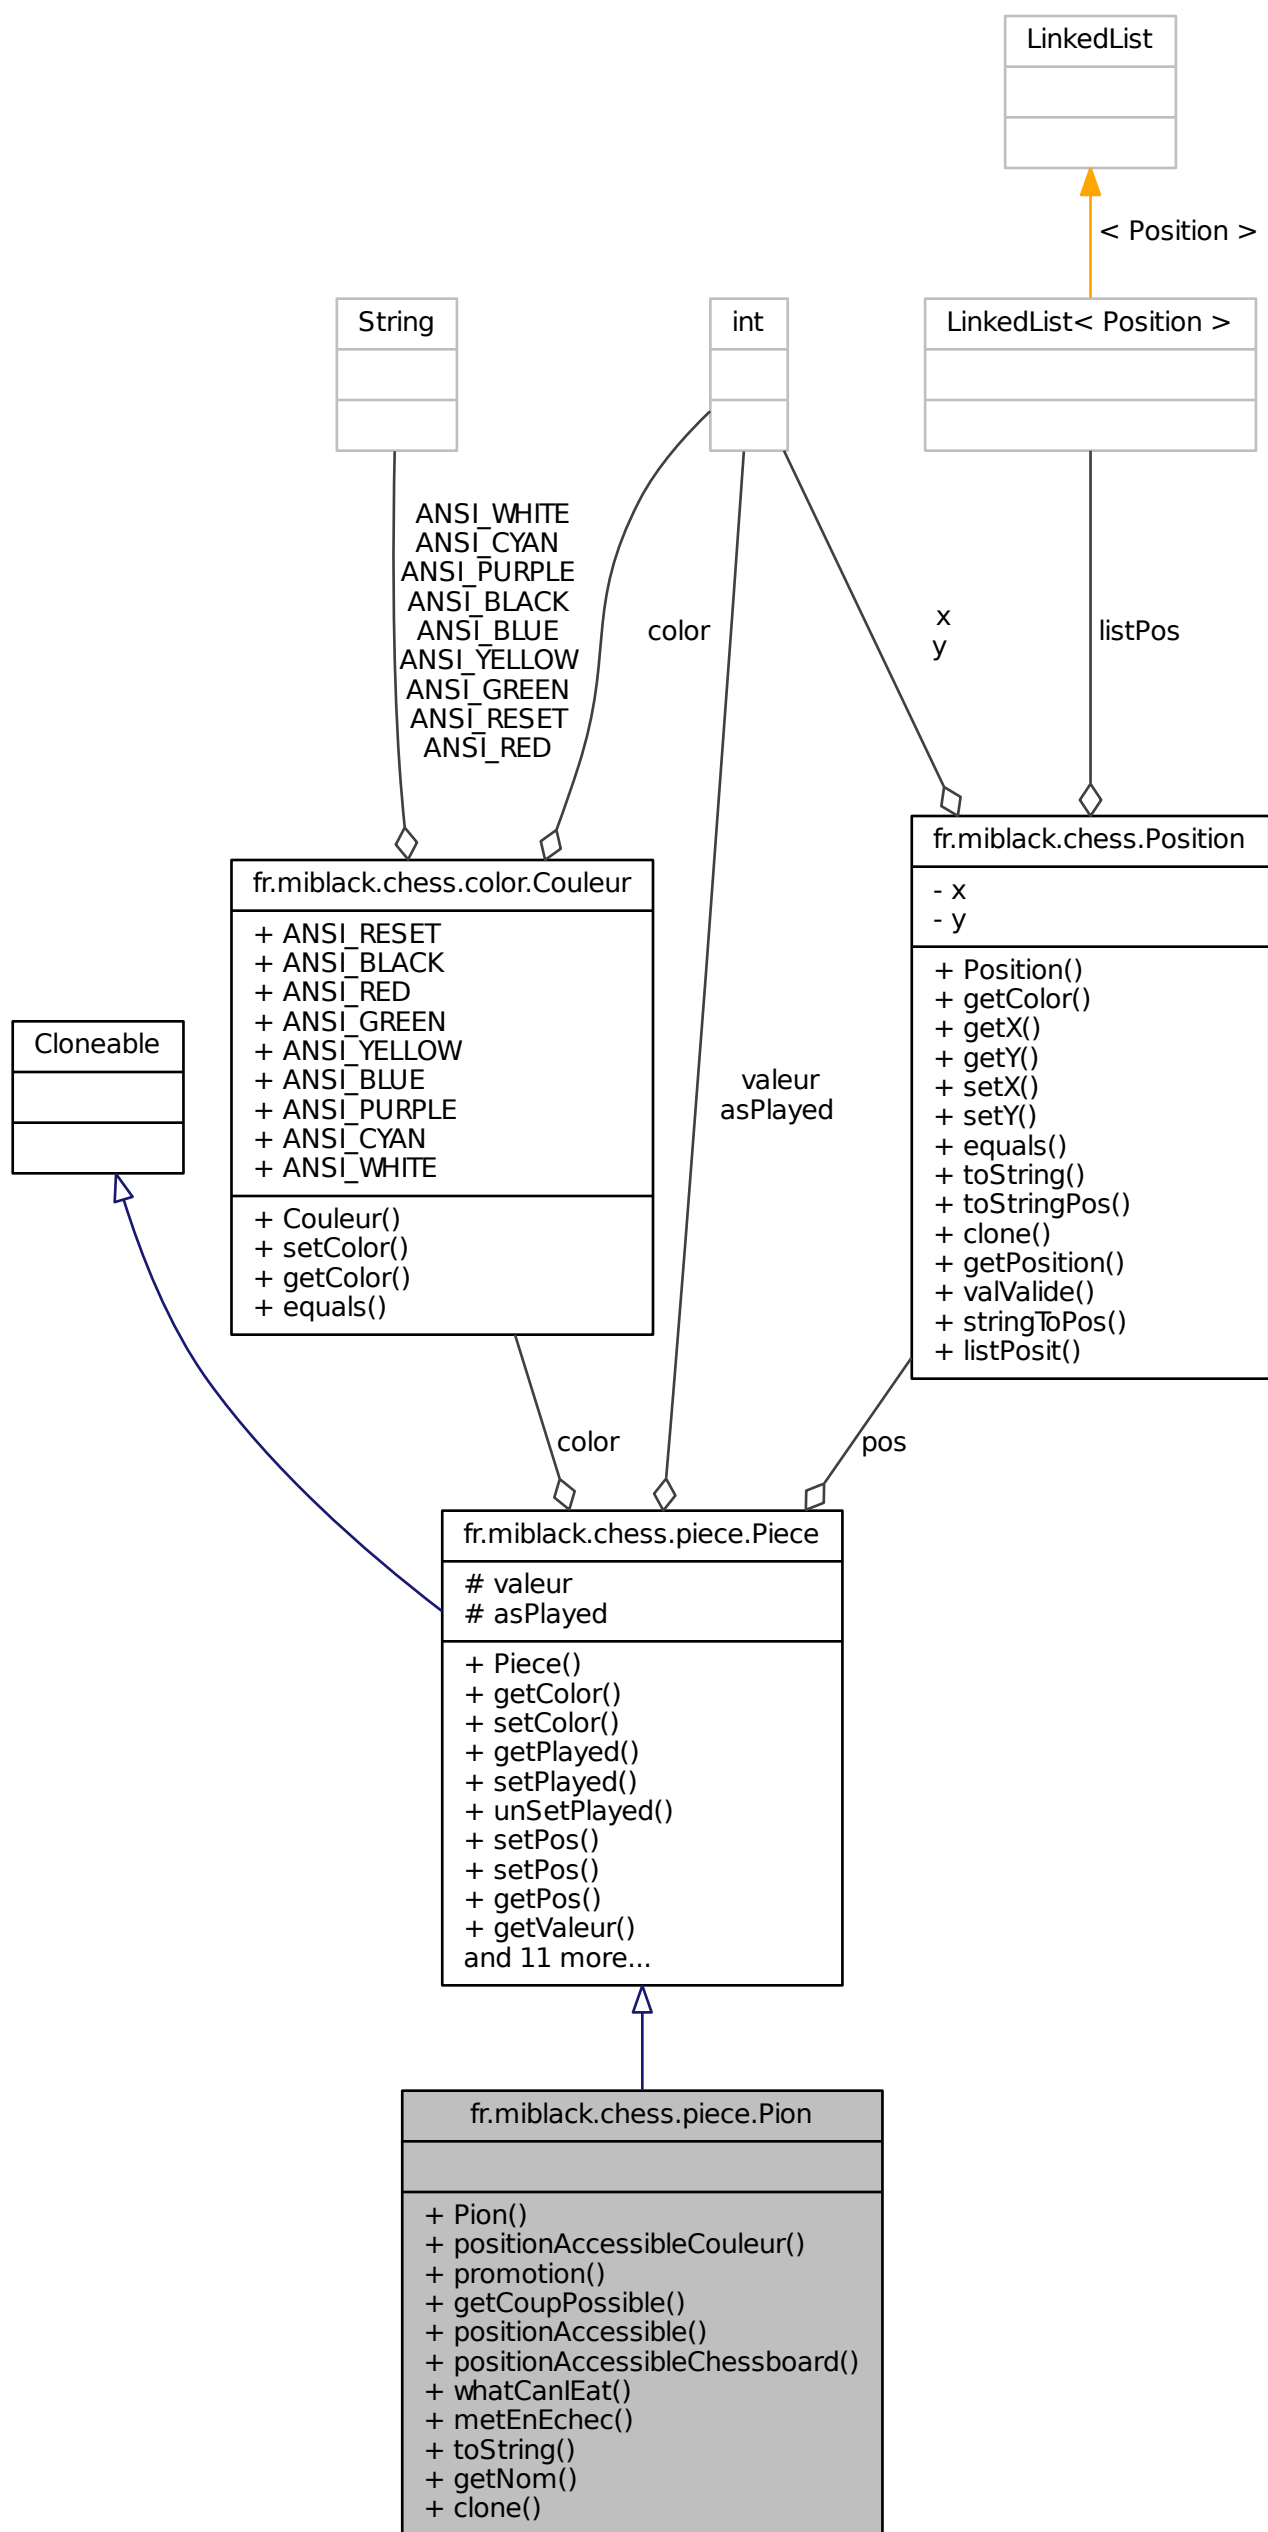 LinkedList
< Position >
String
int
LinkedList< Position >
ANSI_WHITE
ANSI_CYAN
ANSI_PURPLE
ANSI_BLACK
ANSI_BLUE
ANSI_YELLOW
ANSI_GREEN
ANSI_RESET
ANSI_RED
color
x
y
listPos
fr.miblack.chess.Position
- x
- y
+ Position()
+ getColor()
+ getX()
+ getY()
+ setX()
+ setY()
+ equals()
+ toString()
+ toStringPos()
+ clone()
+ getPosition()
+ valValide()
+ stringToPos()
+ listPosit()
fr.miblack.chess.color.Couleur
+ ANSI_RESET
+ ANSI_BLACK
+ ANSI_RED
+ ANSI_GREEN
+ ANSI_YELLOW
+ ANSI_BLUE
+ ANSI_PURPLE
+ ANSI_CYAN
+ ANSI_WHITE
+ Couleur()
+ setColor()
+ getColor()
+ equals()
Cloneable
valeur
asPlayed
color
pos
fr.miblack.chess.piece.Piece
# valeur
# asPlayed
+ Piece()
+ getColor()
+ setColor()
+ getPlayed()
+ setPlayed()
+ unSetPlayed()
+ setPos()
+ setPos()
+ getPos()
+ getValeur()
and 11 more...
fr.miblack.chess.piece.Pion
+ Pion()
+ positionAccessibleCouleur()
+ promotion()
+ getCoupPossible()
+ positionAccessible()
+ positionAccessibleChessboard()
+ whatCanIEat()
+ metEnEchec()
+ toString()
+ getNom()
+ clone()